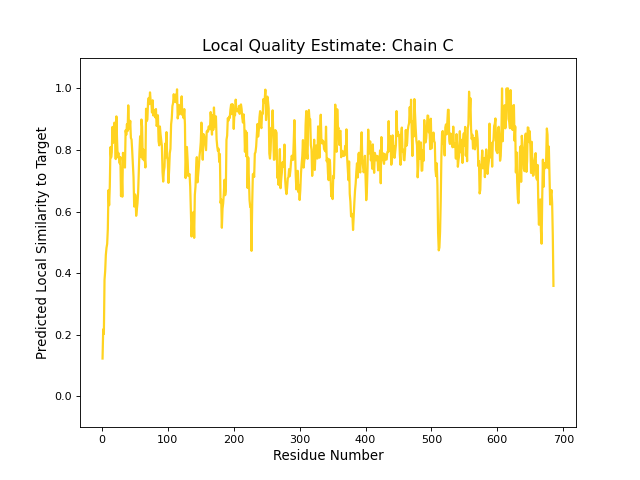 Local Quality Estimate: Chain C
Predicted Local Similarity to Target
1.0
0.8
0.6
0.4
0.2
0.0
0 100 200 300 400 500 600 700
Residue Number